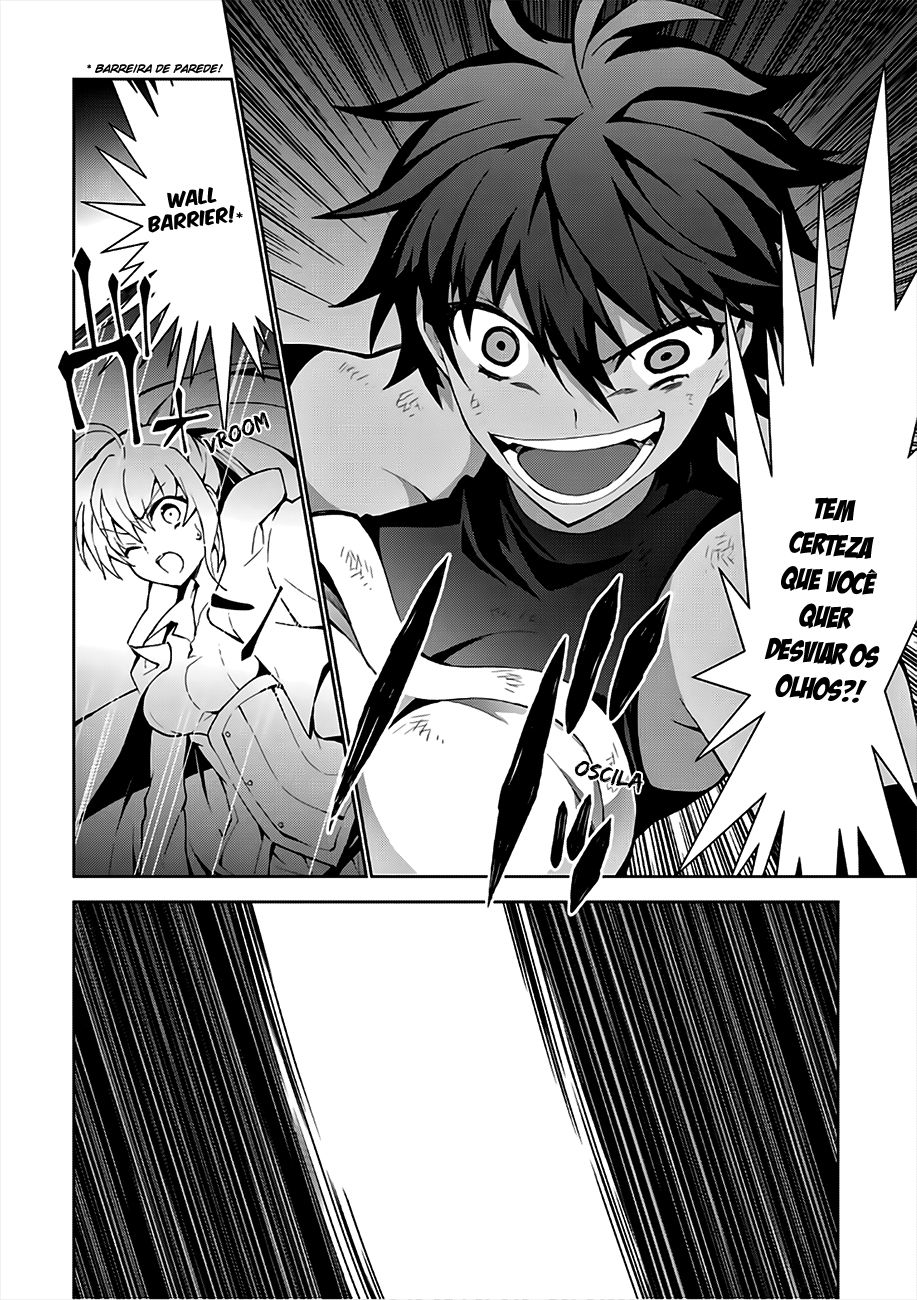 TEM
CERTEZA
QUE VOCÊ
QUER
DESVIAR OS
OLHOS?!
OSCILA
* BARREIRA DE PAREDE!
WALL
BARRIER!*
VROOM